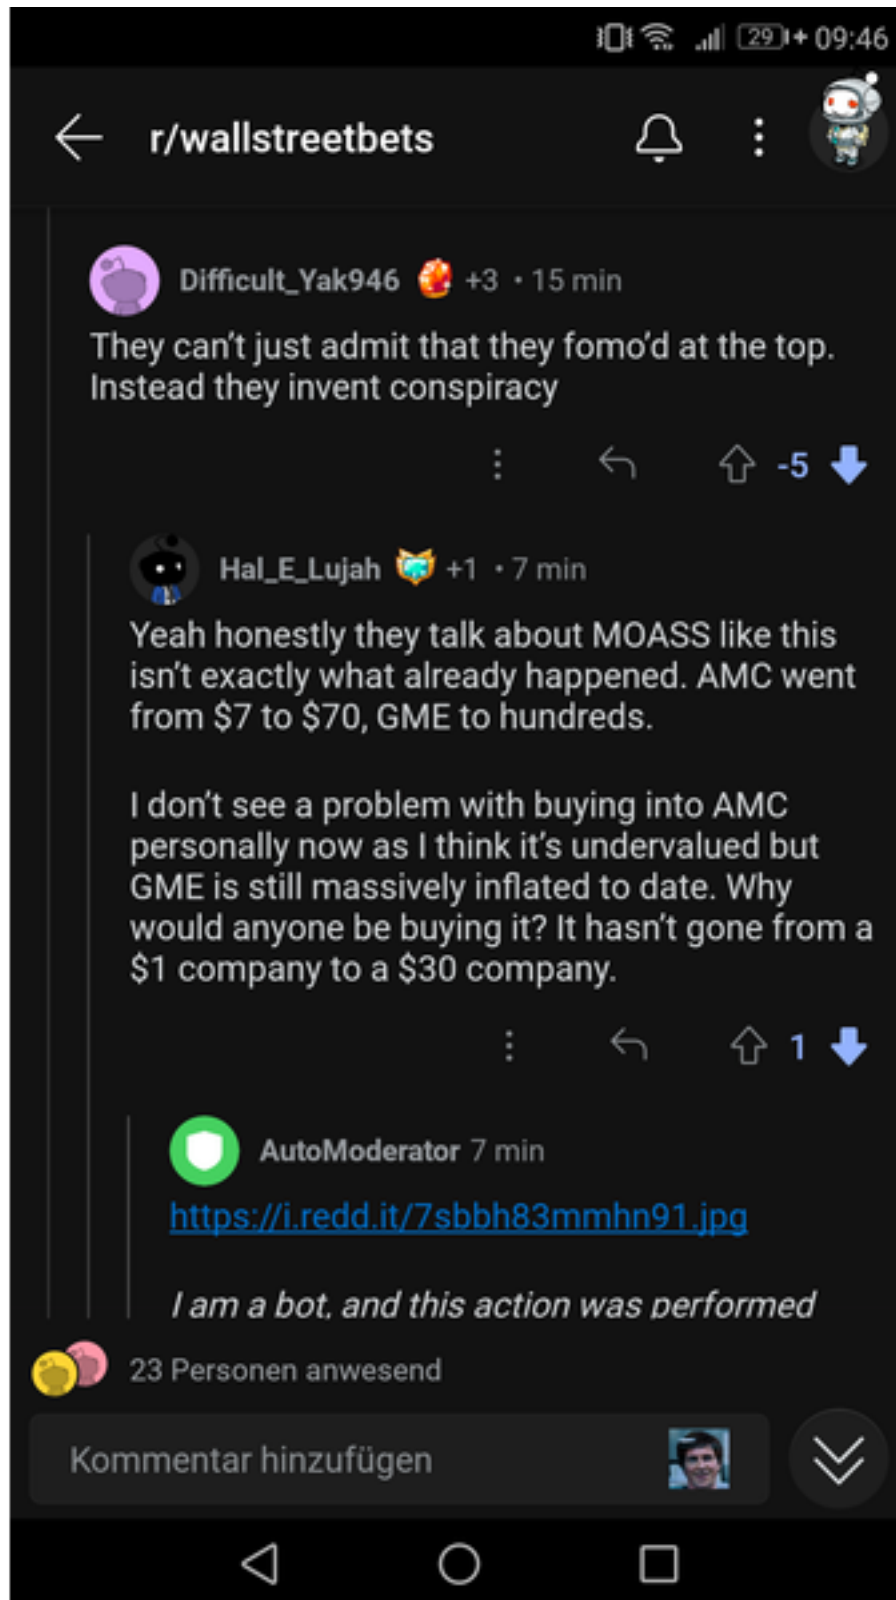 29 09:46
r/wallstreetbets
Difficult_Yak946 +3 • 15 min
They can't just admit that they fomo'd at the top.
Instead they invent conspiracy
-5
Hal_E_Lujah +1 • 7 min
Yeah honestly they talk about MOASS like this
isn't exactly what already happened. AMC went
from $7 to $70, GME to hundreds.
I don't see a problem with buying into AMC
personally now as I think it's undervalued but
GME is still massively inflated to date. Why
would anyone be buying it? It hasn't gone from a
$1 company to a $30 company.
1
AutoModerator 7 min
https://i.redd.it/7sbbh83mmhn91.jpg
I am a bot, and this action was performed
23 Personen anwesend
Kommentar hinzufügen